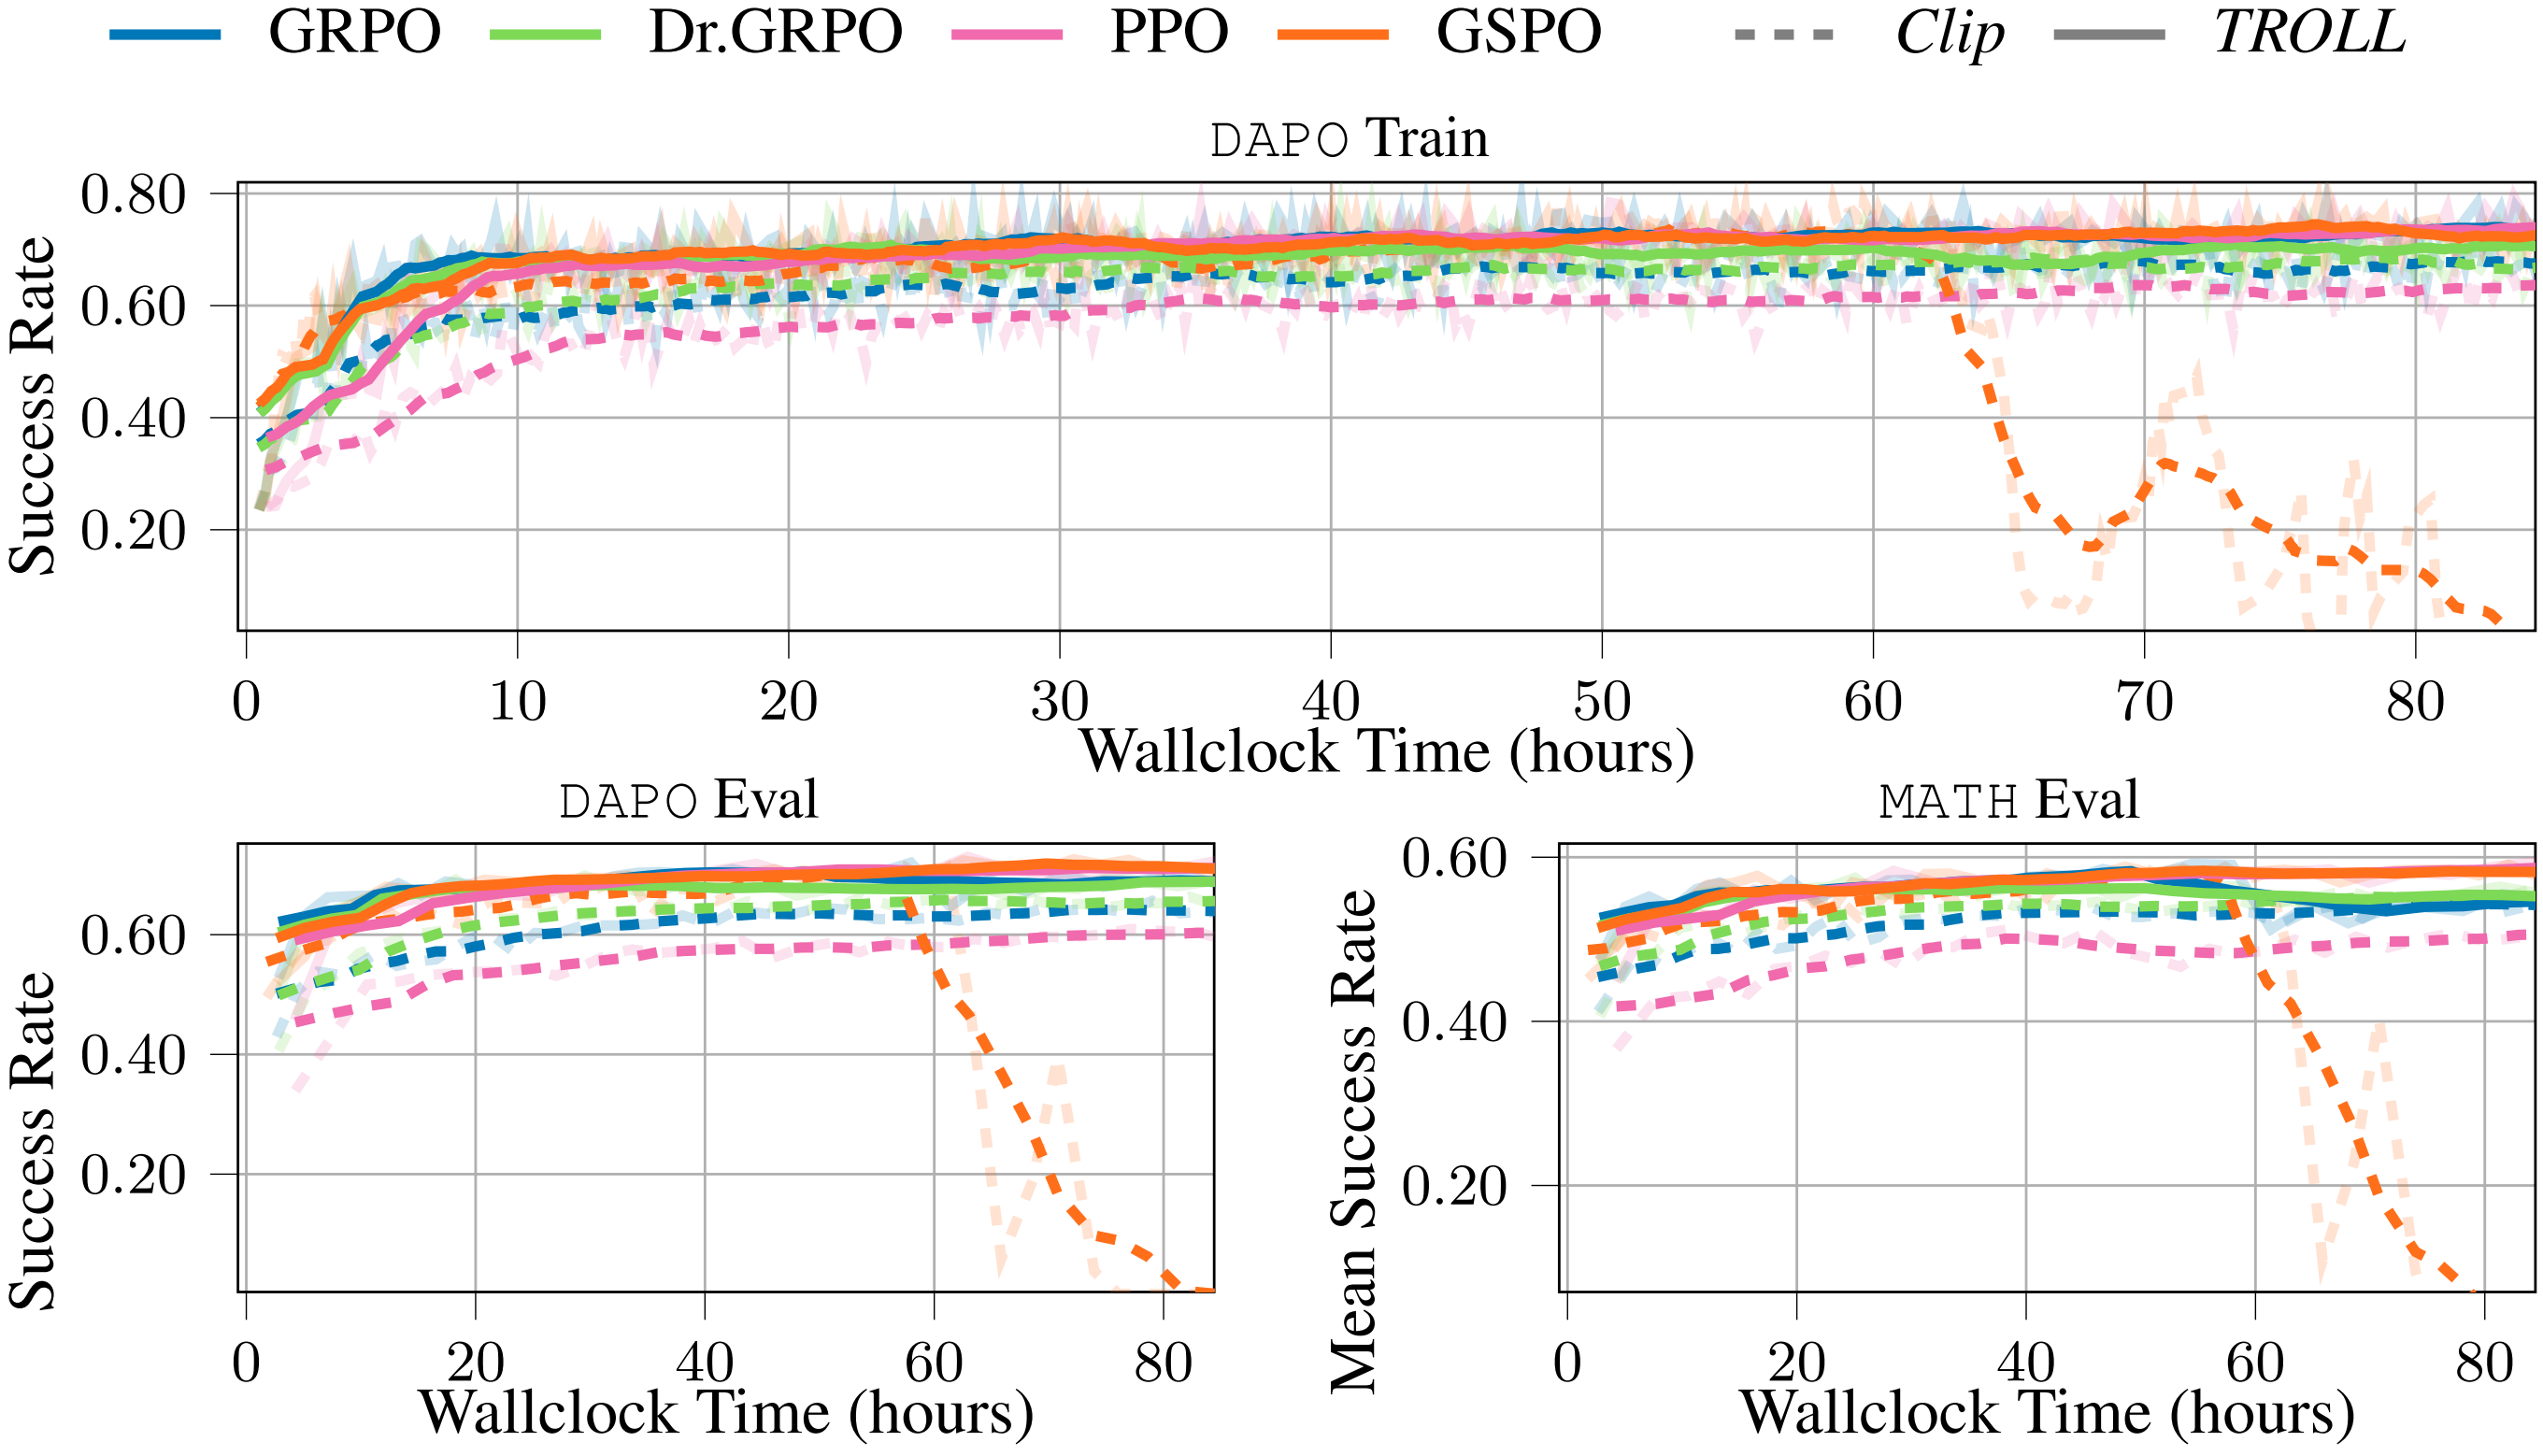 GRPO Dr.GRPO PPO GSPO Clip TROLL
DAPO Train
Success Rate
0.80
0.60
0.40
0.20
0 10 20 30 40 50 60 70 80
Wallclock Time (hours)
DAPO Eval
Success Rate
0.60
0.40
0.20
0 20 40 60 80
Wallclock Time (hours)
MATH Eval
Mean Success Rate
0.60
0.40
0.20
0 20 40 60 80
Wallclock Time (hours)